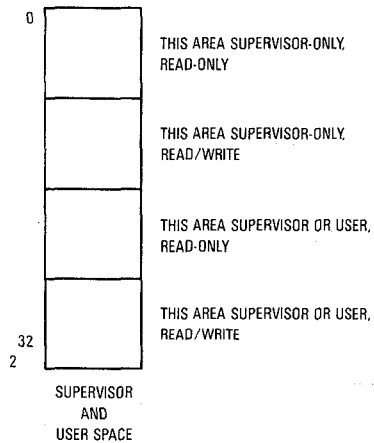 0
THIS AREA SUPERVISOR-ONLY,
READ-ONLY
THIS AREA SUPERVISOR-ONLY,
READ/WRITE
THIS AREA SUPERVISOR OR USER,
READ-ONLY
THIS AREA SUPERVISOR OR USER,
READ/WRITE
32
2
SUPERVISOR
AND
USER SPACE